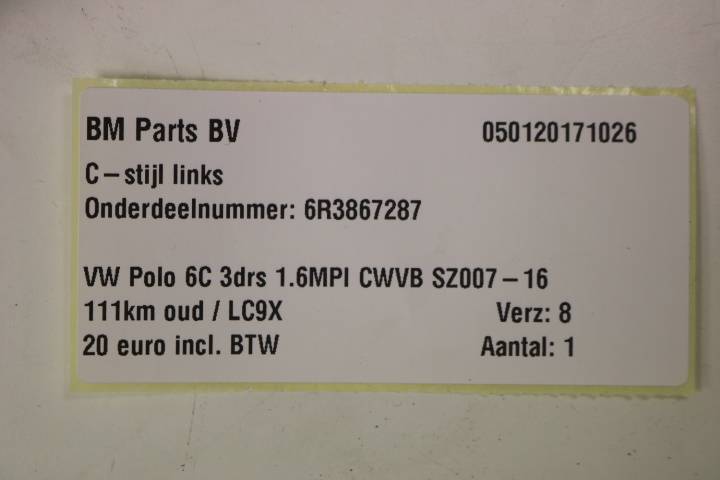 BM Parts BV 050120171026
C-stijl links
Onderdeelnummer: 6R3867287
VW Polo 6C 3drs 1.6MPI CWVB SZ007-16
111km oud / LC9X Verz: 8
20 euro incl. BTW Aantal: 1